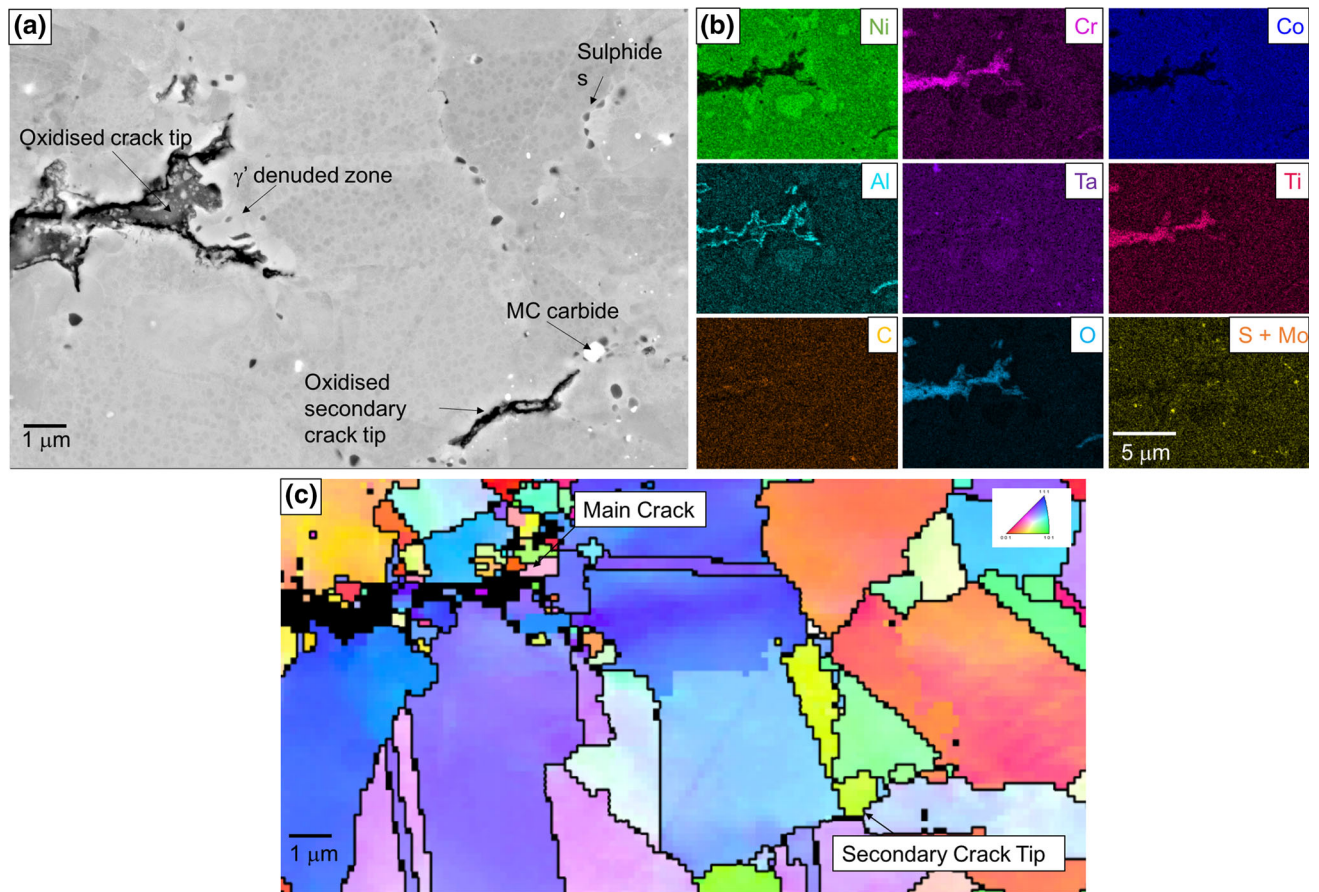 (a)
Sulphide
s
Oxidised crack tip
γ' denuded zone
MC carbide
Oxidised
secondary
crack tip
1 μm
(b)
Ni
Cr
Co
Al
Ta
Ti
C
O
S + Mo
5 μm
(c)
Main Crack
111
001
101
1 μm
Secondary Crack Tip